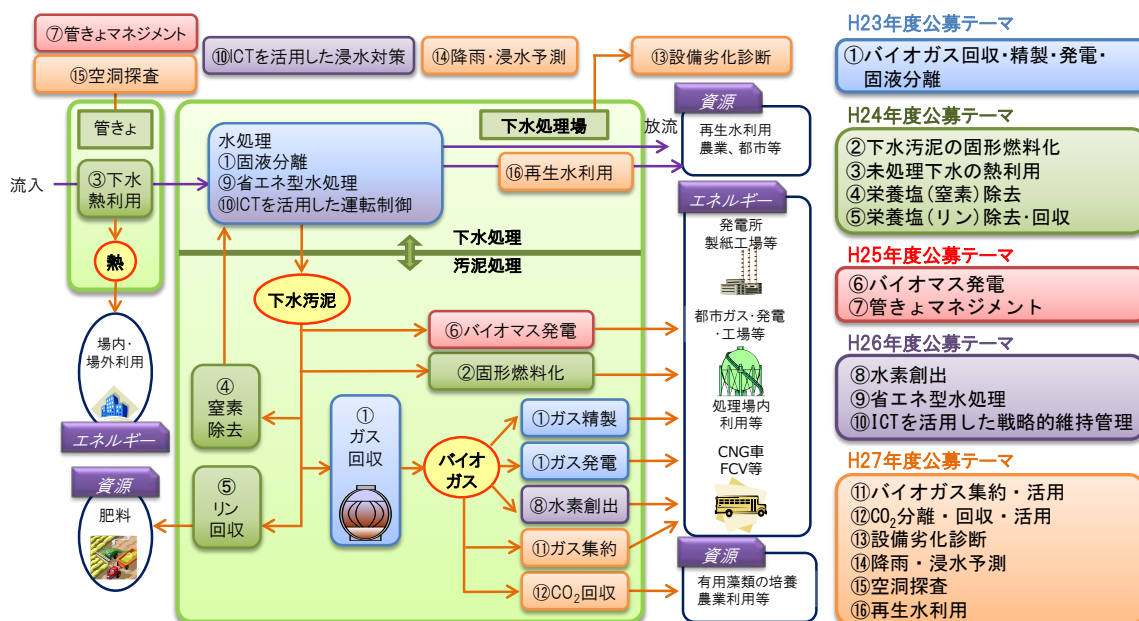 ⑦管きょマネジメント
⑮空洞探査
⑩ICTを活用した浸水対策
⑭降雨・浸水予測
⑬設備劣化診断
管きょ
流入
③下水
熱利用
熱
場内・
場外利用
エネルギー
資源
肥料
水処理
①固液分離
⑨省エネ型水処理
⑩ICTを活用した運転制御
下水処理場
放流
⑯再生水利用
下水処理
汚泥処理
下水汚泥
④
窒素
除去
⑤
リン
回収
⑥バイオマス発電
②固形燃料化
①
ガス
回収
バイオ
ガス
①ガス精製
①ガス発電
⑧水素創出
⑪ガス集約
⑫CO₂回収
資源
再生水利用
農業、都市等
エネルギー
発電所
製紙工場等
都市ガス・発電
・工場等
処理場内
利用等
CNG車
FCV等
資源
有用藻類の培養
農業利用等
H23年度公募テーマ
①バイオガス回収・精製・発電・
固液分離
H24年度公募テーマ
②下水汚泥の固形燃料化
③未処理下水の熱利用
④栄養塩(窒素)除去
⑤栄養塩(リン)除去・回収
H25年度公募テーマ
⑥バイオマス発電
⑦管きょマネジメント
H26年度公募テーマ
⑧水素創出
⑨省エネ型水処理
⑩ICTを活用した戦略的維持管理
H27年度公募テーマ
⑪バイオガス集約・活用
⑫CO₂分離・回収・活用
⑬設備劣化診断
⑭降雨・浸水予測
⑮空洞探査
⑯再生水利用